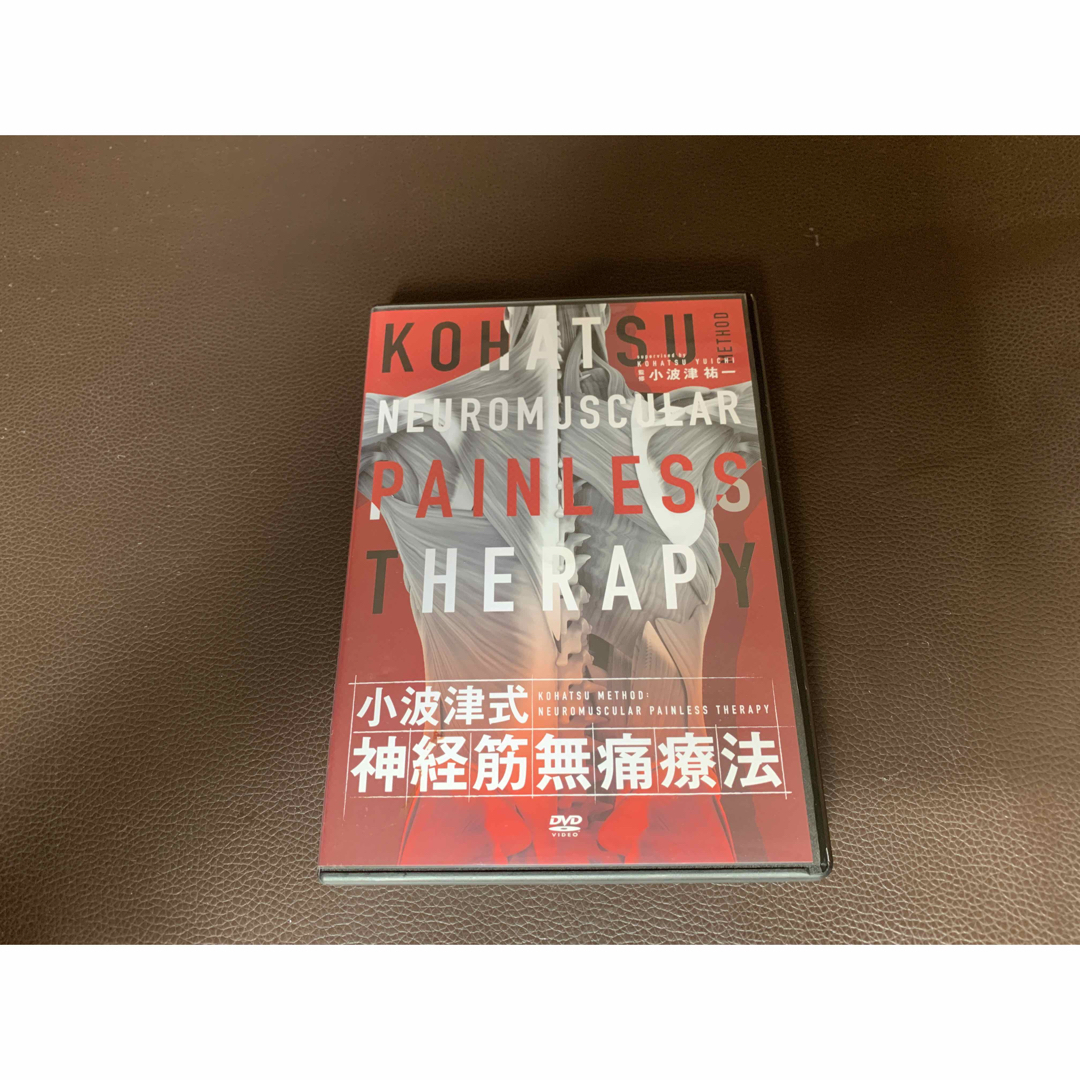 KOHATSU
METHOD
supervised by
KOHATSU YUICHI
監修 小波津祐一
NEUROMUSCULAR
PAINLESS
THERAPY
小波津式
KOHATSU METHOD:
NEUROMUSCULAR PAINLESS THERAPY
神経筋無痛療法
DVD
VIDEO